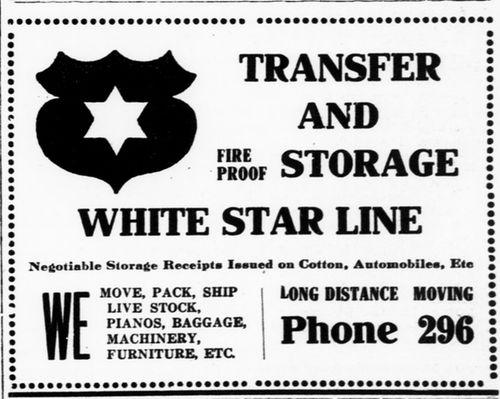 TRANSFER
AND
FIRE PROOF STORAGE
WHITE STAR LINE
Negotiable Storage Receipts Issued on Cotton, Automobiles, Etc
WE MOVE, PACK, SHIP
LIVE STOCK,
PIANOS, BAGGAGE,
MACHINERY,
FURNITURE, ETC.
LONG DISTANCE MOVING
Phone 296